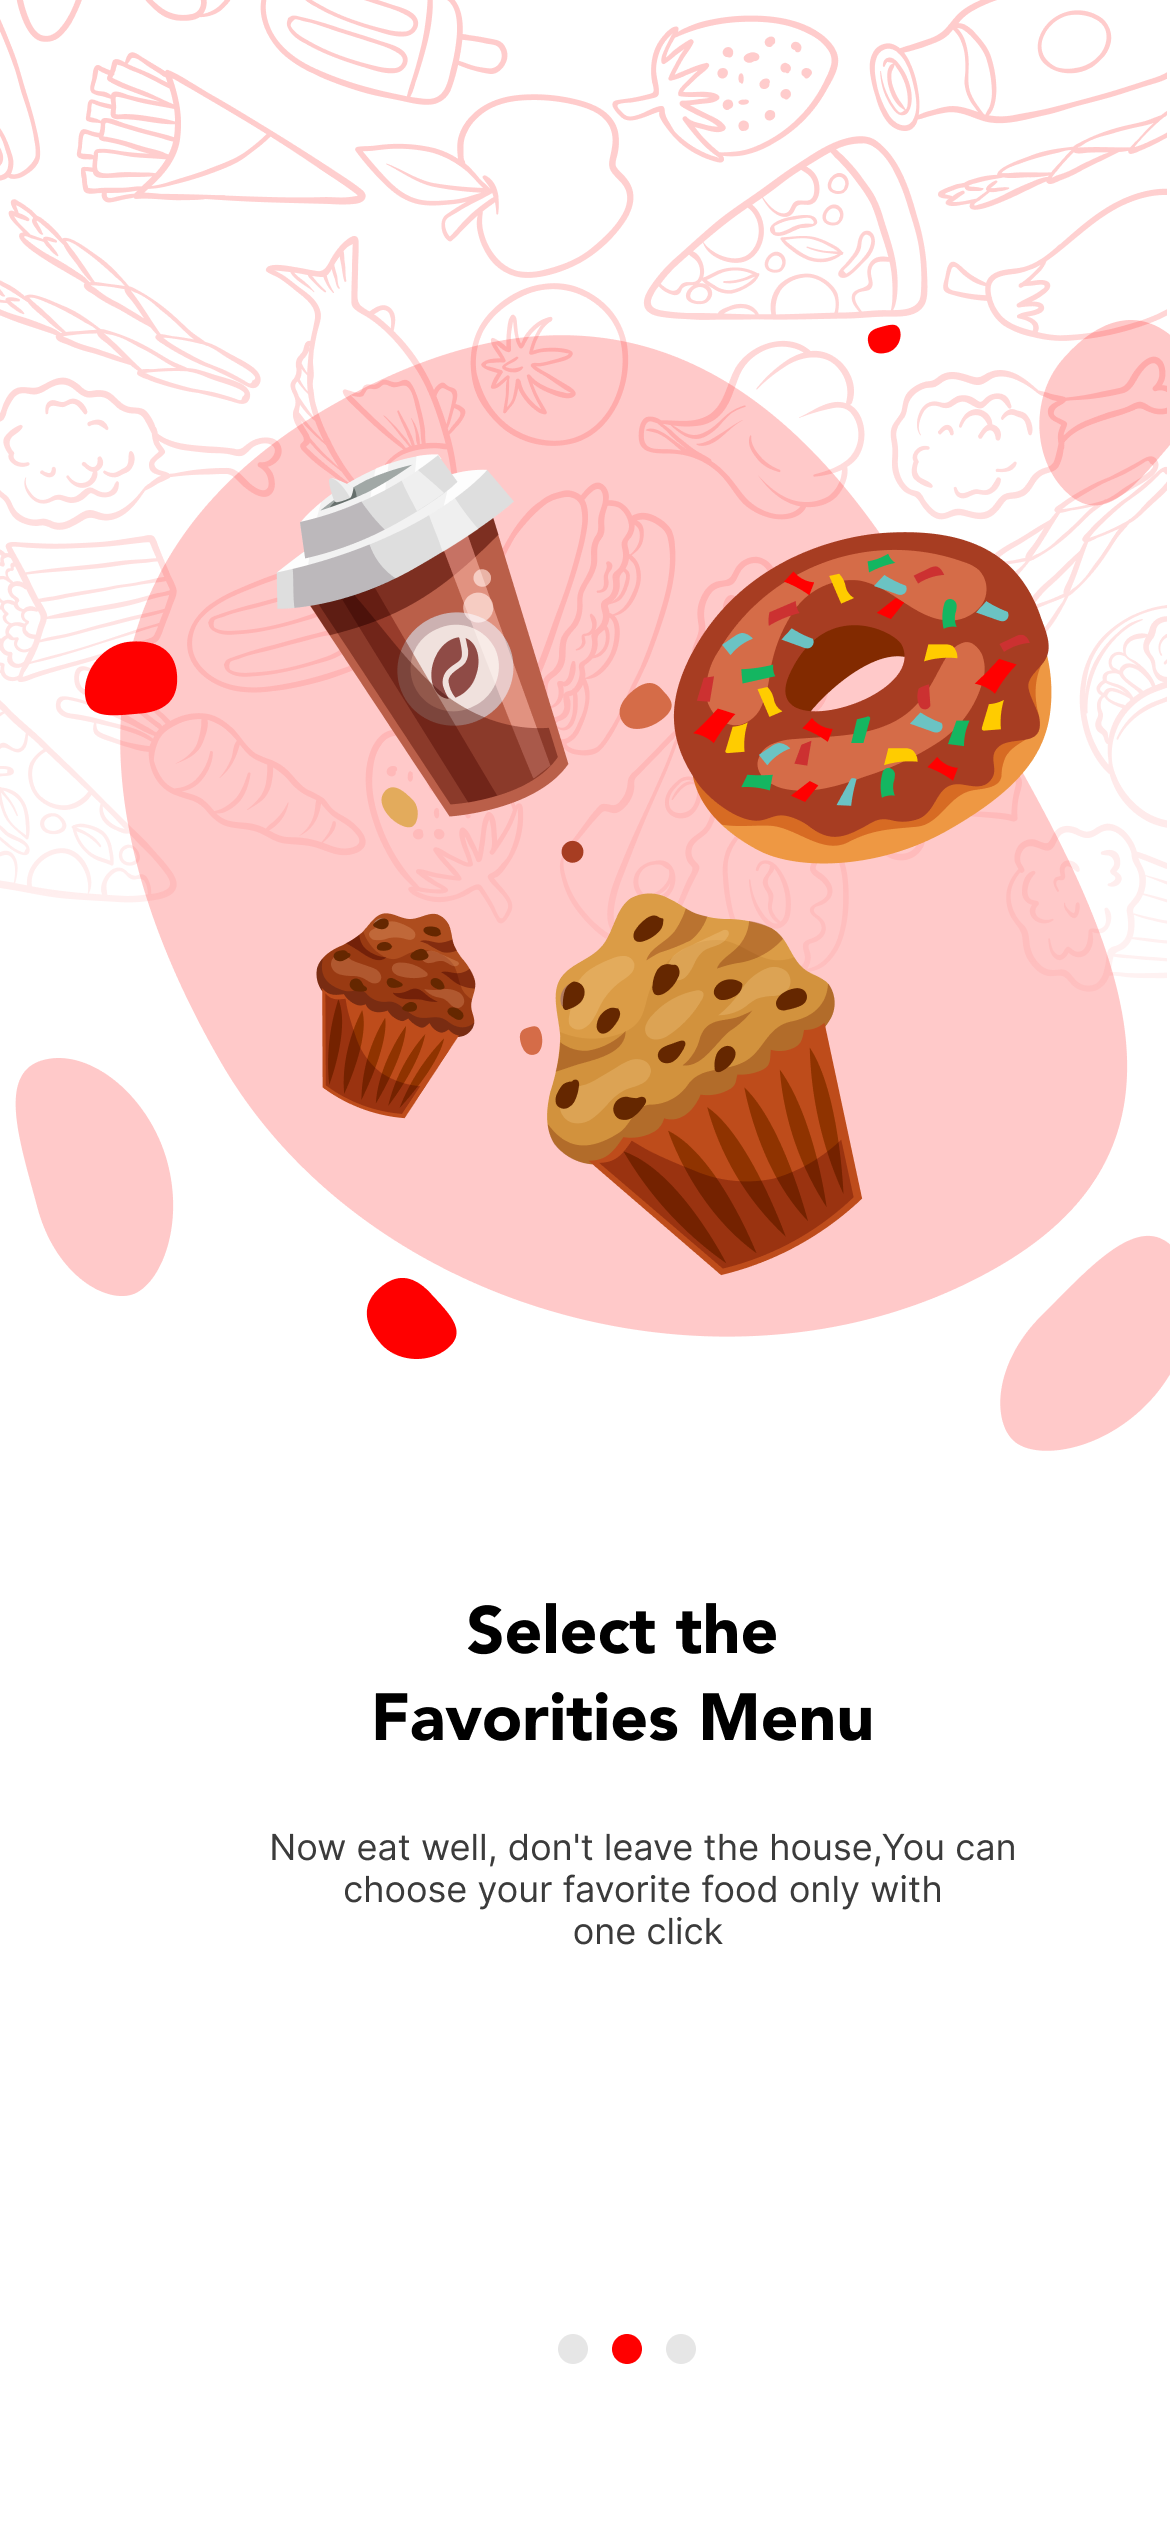 Select the
Favorities Menu
Now eat well, don't leave the house,You can
choose your favorite food only with
one click